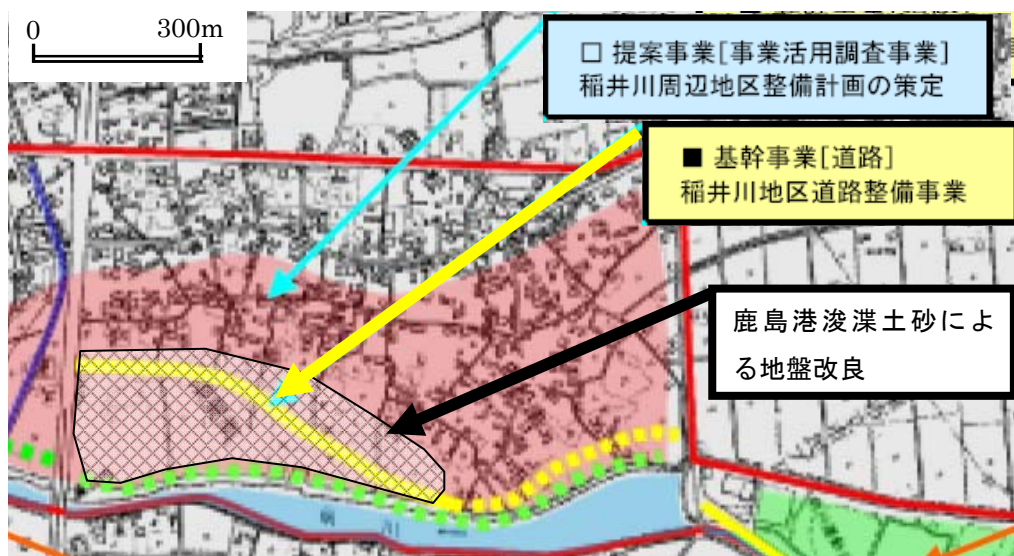 0 300m
□ 提案事業[事業活用調査事業]
稲井川周辺地区整備計画の策定
■ 基幹事業[道路]
稲井川地区道路整備事業
鹿島港浚渫土砂によ
る地盤改良